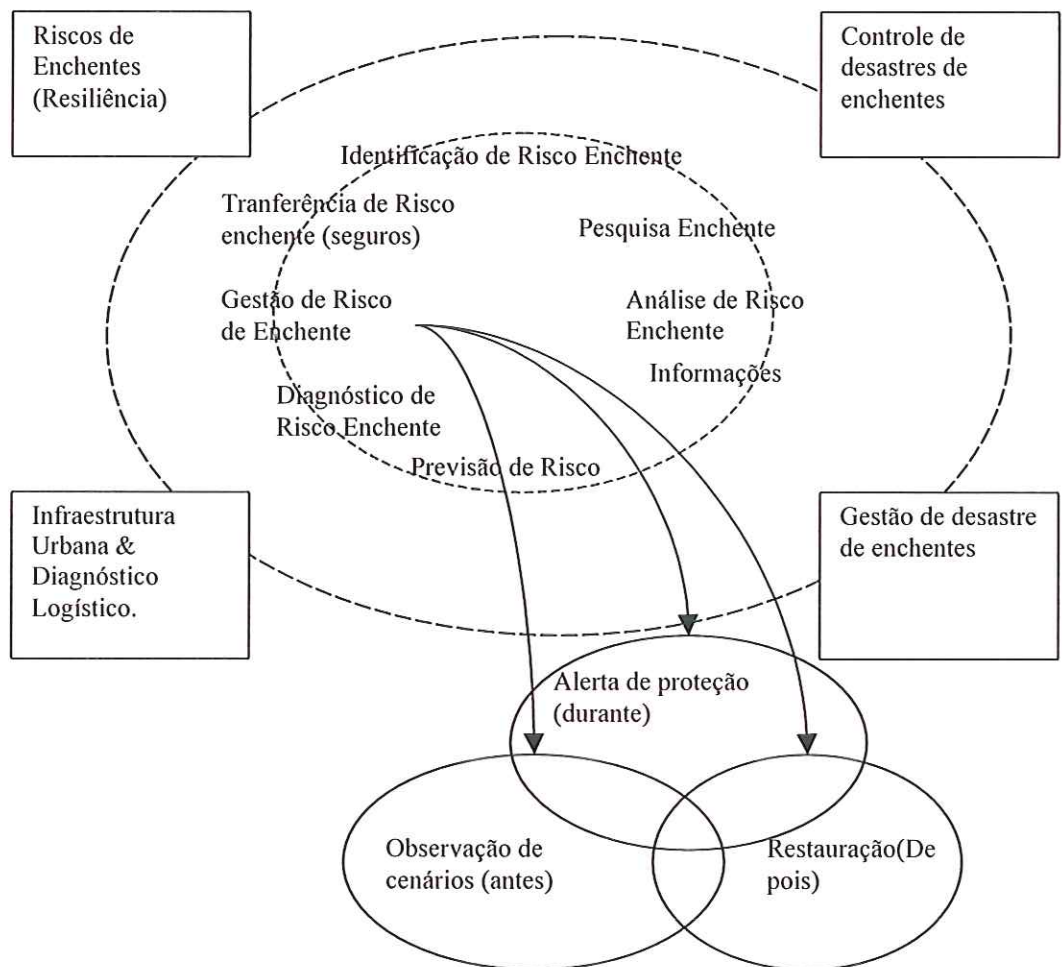 Riscos de
Enchentes
(Resiliência)
Controle de
desastres de
enchentes
Identificação de Risco Enchente
Tranferência de Risco
enchente (seguros)
Pesquisa Enchente
Gestão de Risco
de Enchente
Análise de Risco
Enchente
Informações
Diagnóstico de
Risco Enchente
Previsão de Risco
Infraestrutura
Urbana &
Diagnóstico
Logístico.
Gestão de desastre
de enchentes
Alerta de proteção
(durante)
Observação de
cenários (antes)
Restauração(De
pois)